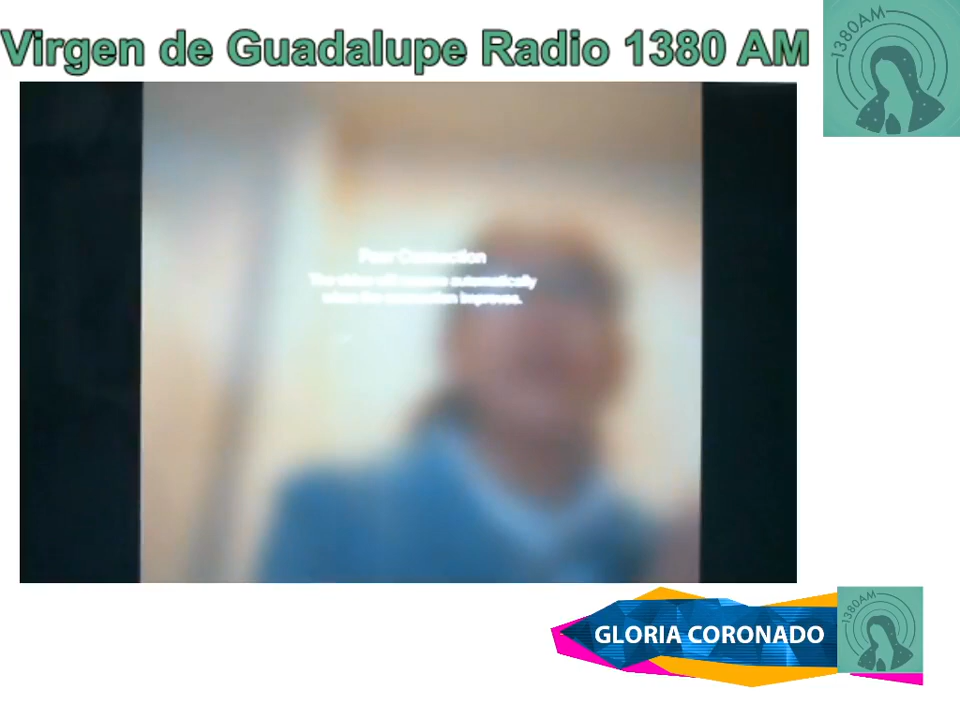 Virgen de Guadalupe Radio 1380 AM
1380AM
Poor Connection
The video will resume automatically
when the connection improves.
GLORIA CORONADO
1380AM